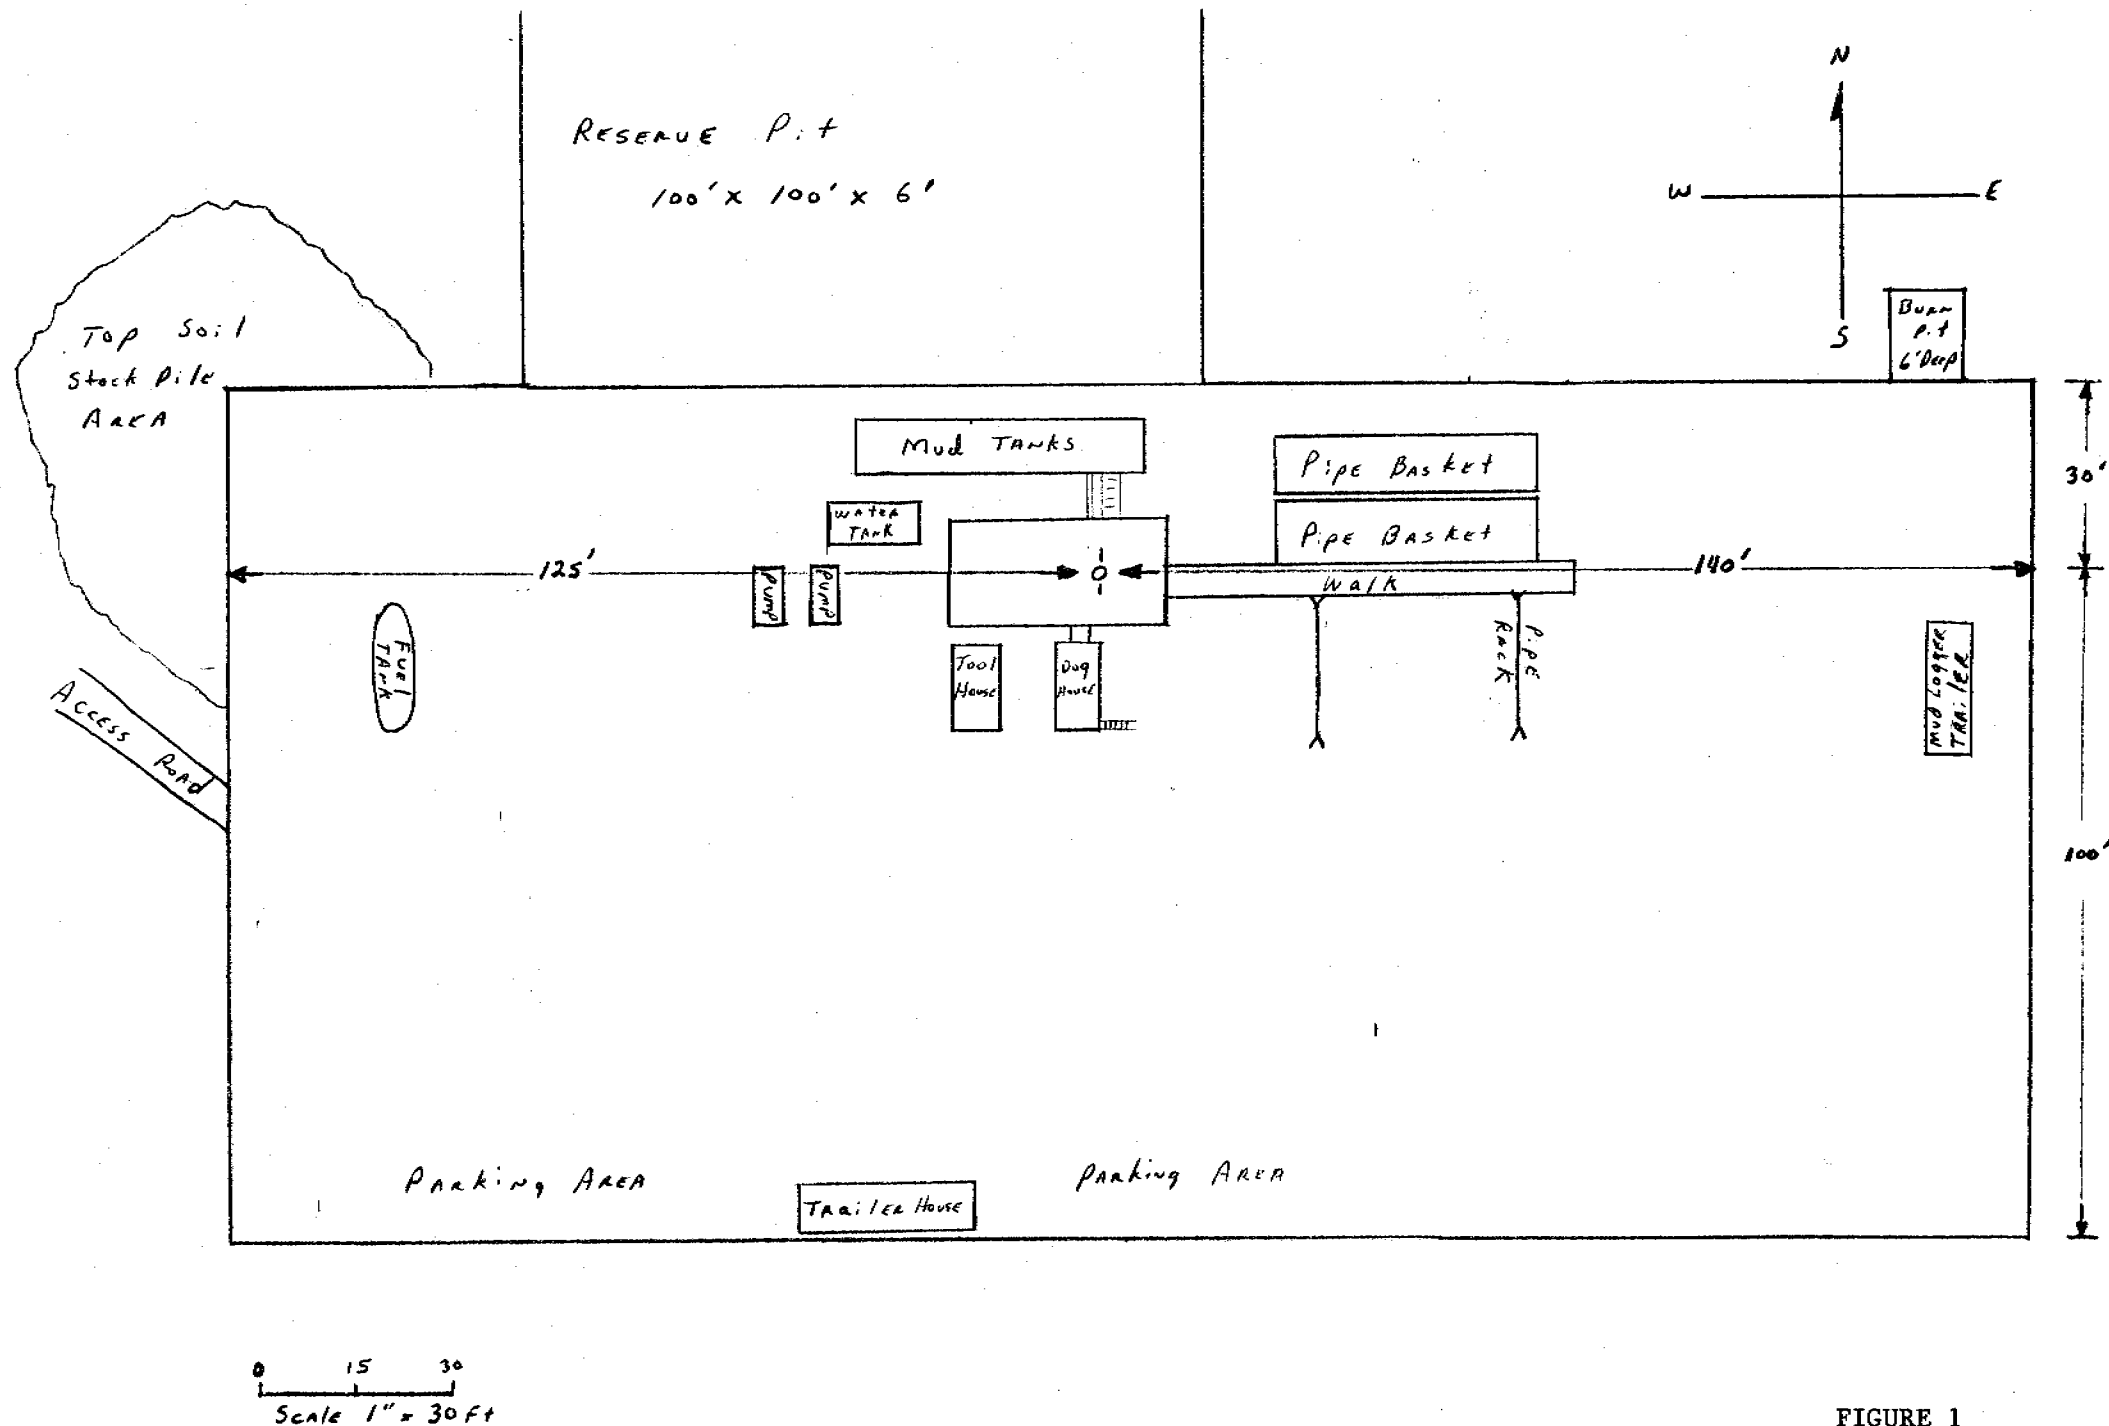 N
RESERVE Pit
100' x 100' x 6'
W E
S
Burn
Pit
6' Deep
Top Soil
Stock Pile
AREA
Mud TANKS
Pipe BASket
30'
WATER
TANK
Pipe BASket
125'
140'
Walk
Pump
Pump
Fuel
TANK
Tool
House
Dog
House
Pipe
Rack
Mud Logger
TRAilER
Access Road
100'
PARking AREA
PARking AREA
TRAilER House
0 15 30
Scale 1" = 30 Ft
FIGURE 1